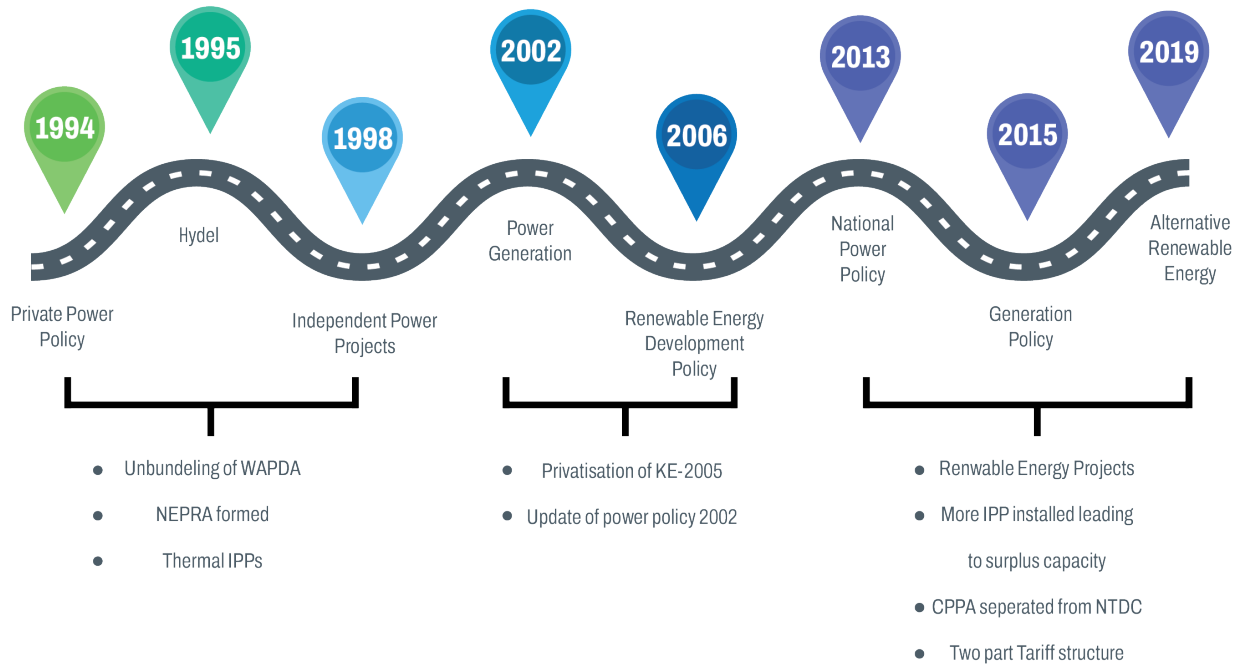 1994
1995
1998
2002
2006
2013
2015
2019
Private Power
Policy
Hydel
Independent Power
Projects
Power
Generation
Renewable Energy
Development
Policy
National
Power
Policy
Generation
Policy
Alternative
Renewable
Energy
Unbundeling of WAPDA
NEPRA formed
Thermal IPPs
Privatisation of KE-2005
Update of power policy 2002
Renwable Energy Projects
More IPP installed leading
to surplus capacity
CPPA seperated from NTDC
Two part Tariff structure